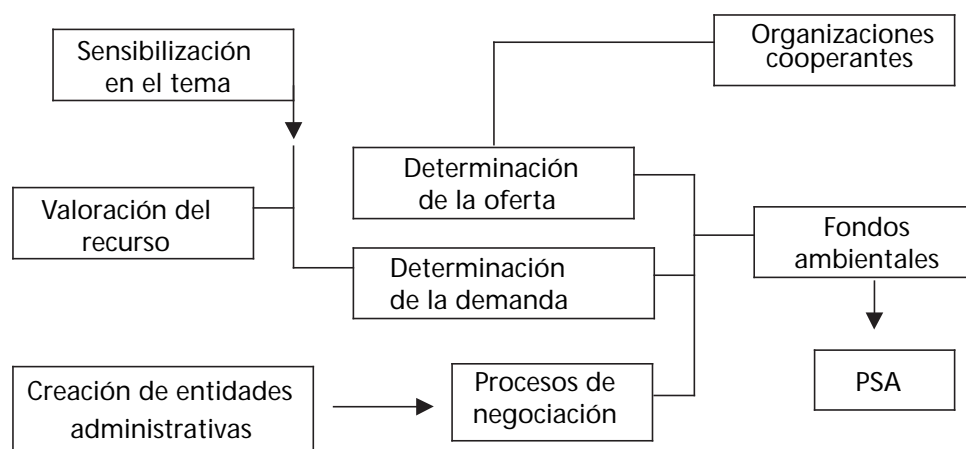 Sensibilización
en el tema
Organizaciones
cooperantes
Determinación
de la oferta
Valoración del
recurso
Fondos
ambientales
Determinación
de la demanda
Creación de entidades
administrativas
Procesos de
negociación
PSA